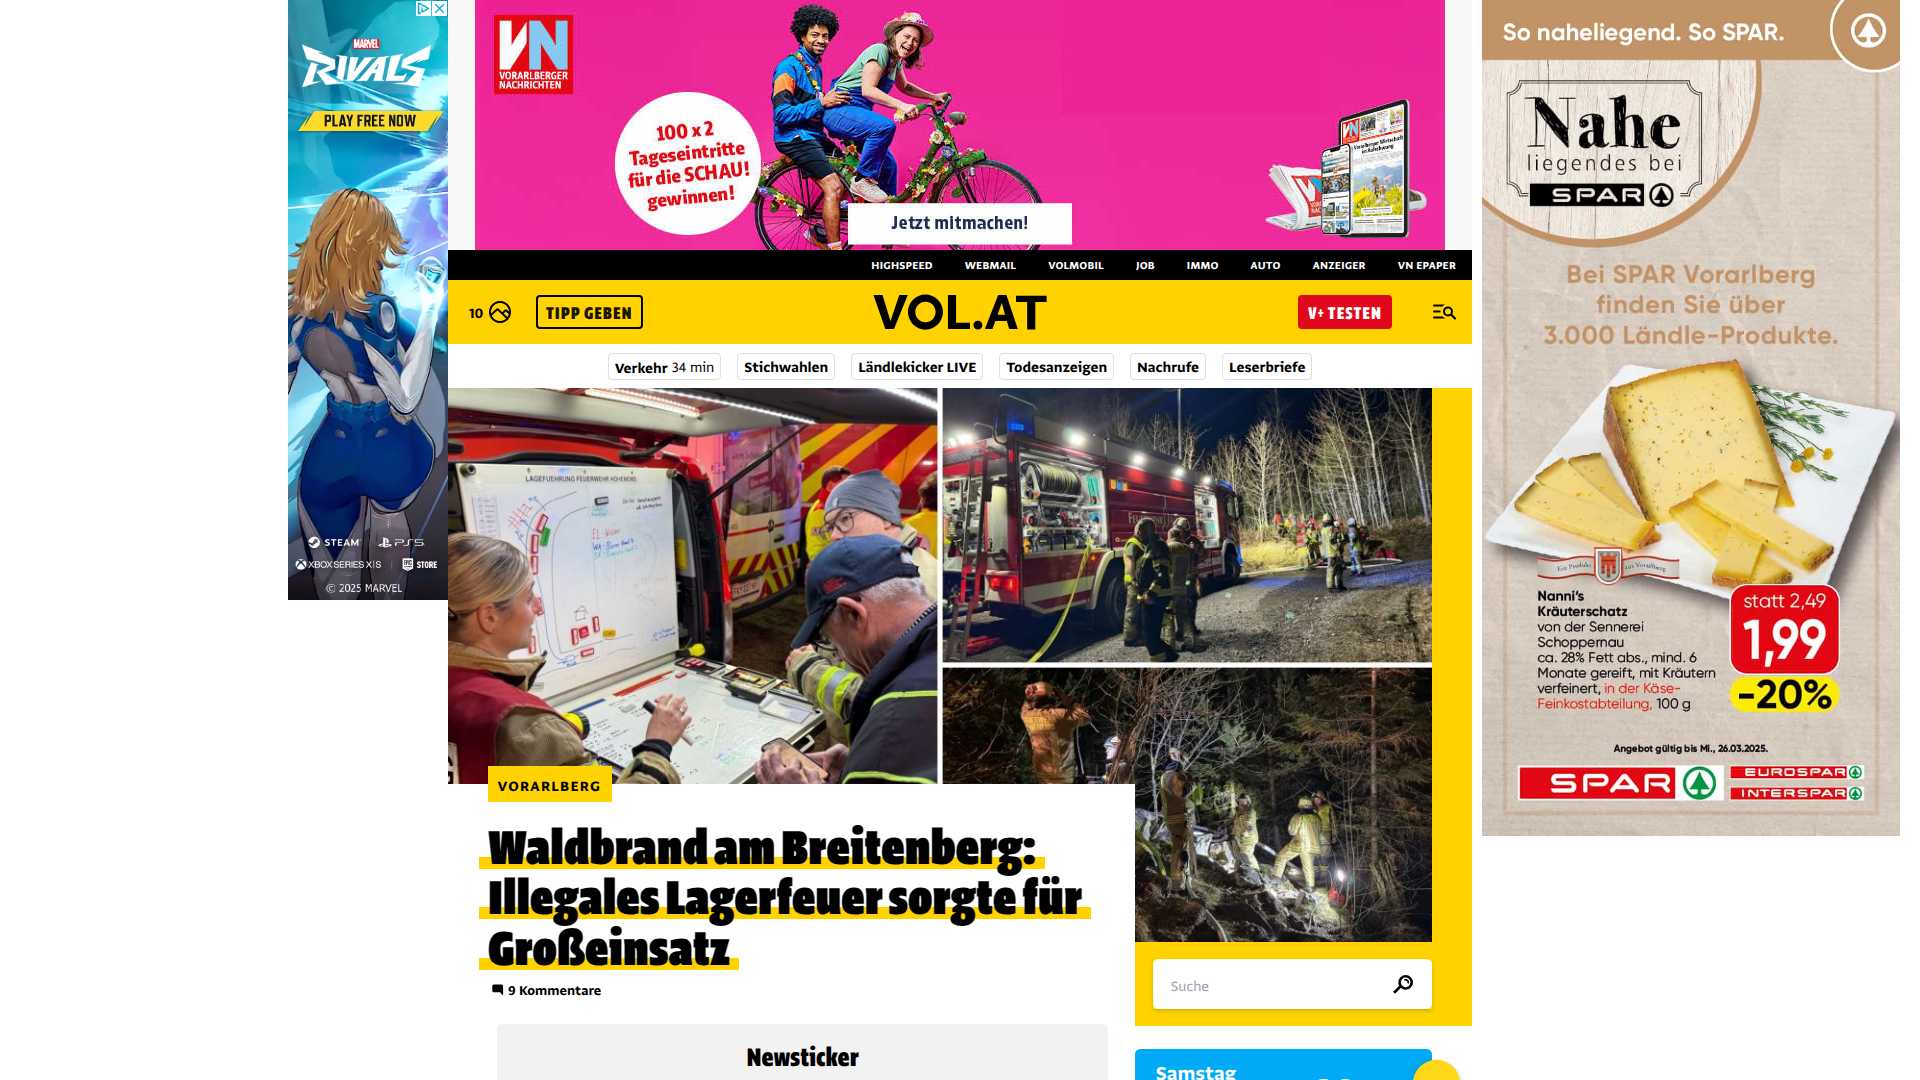 MARVEL
RIVALS
PLAY FREE NOW
STEAM
PS5
XBOX SERIES X|S
STORE
© 2025 MARVEL
VN
VORARLBERGER
NACHRICHTEN
100 x 2
Tageseintritte
für die SCHAU!
gewinnen!
Jetzt mitmachen!
HIGHSPEED WEBMAIL VOLMOBIL JOB IMMO AUTO ANZEIGER VN EPAPER
10
TIPP GEBEN
VOL.AT
V+ TESTEN
Verkehr 34 min
Stichwahlen
Ländlekicker LIVE
Todesanzeigen
Nachrufe
Leserbriefe
LAGEFUEHRUNG FEUERWEHR HOHENEMS
VORARLBERG
Waldbrand am Breitenberg:
Illegales Lagerfeuer sorgte für
Großeinsatz
9 Kommentare
Newsticker
Suche
Samstag
So naheliegend. So SPAR.
Nahe
liegendes bei
SPAR
Bei SPAR Vorarlberg
finden Sie über
3.000 Ländle-Produkte.
Ein Produkt aus Vorarlberg
Nanni's
Kräuterschatz
von der Sennerei
Schoppernau
ca. 28% Fett abs., mind. 6
Monate gereift, mit Kräutern
verfeinert, in der Käse-
Feinkostabteilung, 100 g
statt 2,49
1,99
-20%
Angebot gültig bis Mi., 26.03.2025.
SPAR
EUROSPAR
INTERSPAR